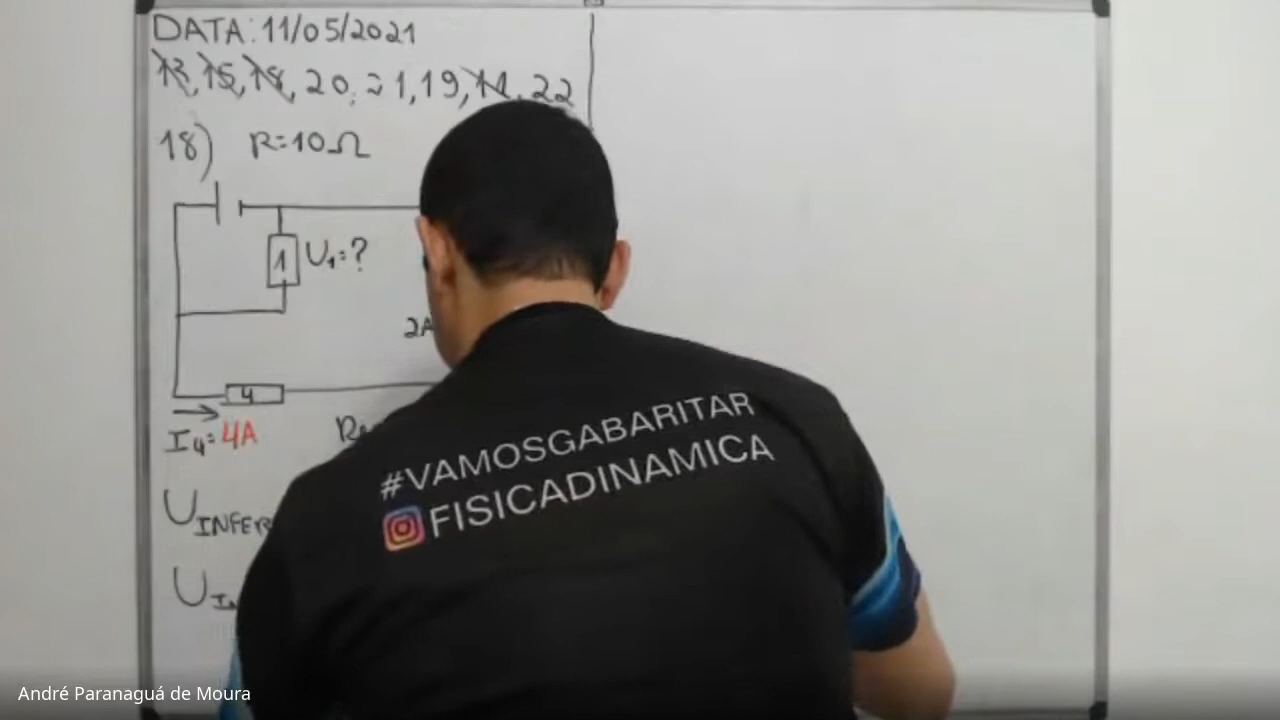 DATA: 11/05/2021
13, 15, 18, 20, 21, 19, 14, 22
18) R=10Ω
1 U₁=?
2A
4
I₄=4A
U
U
#VAMOSGABARITAR
FISICADINAMICA
André Paranaguá de Moura